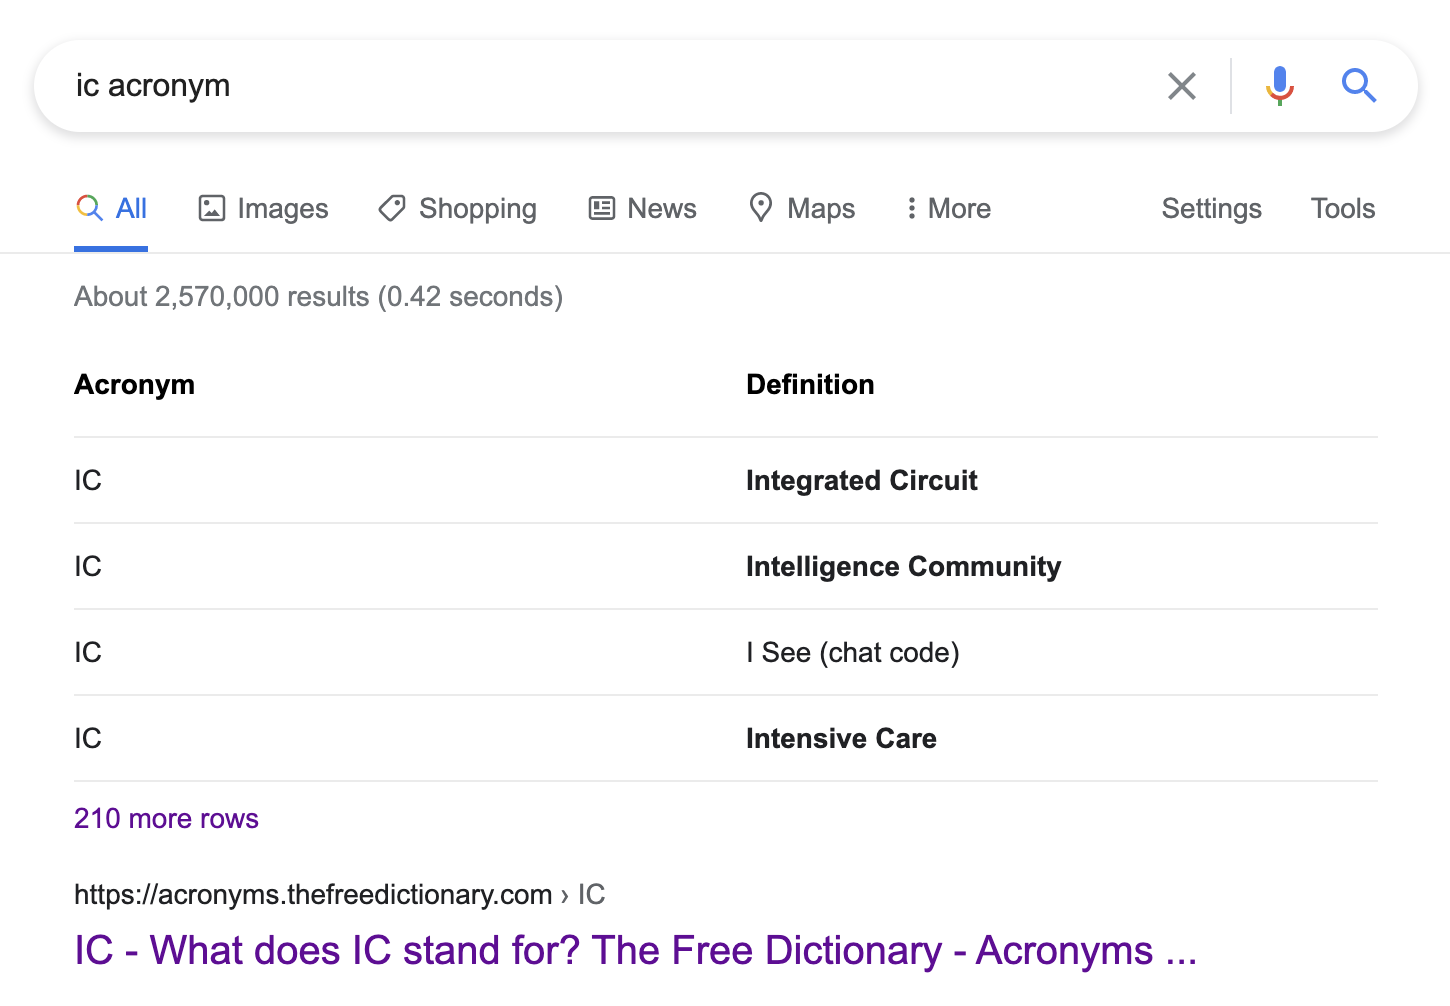 ic acronym
All Images Shopping News Maps More Settings Tools
About 2,570,000 results (0.42 seconds)
Acronym Definition
IC Integrated Circuit
IC Intelligence Community
IC I See (chat code)
IC Intensive Care
210 more rows
https://acronyms.thefreedictionary.com › IC
IC - What does IC stand for? The Free Dictionary - Acronyms ...